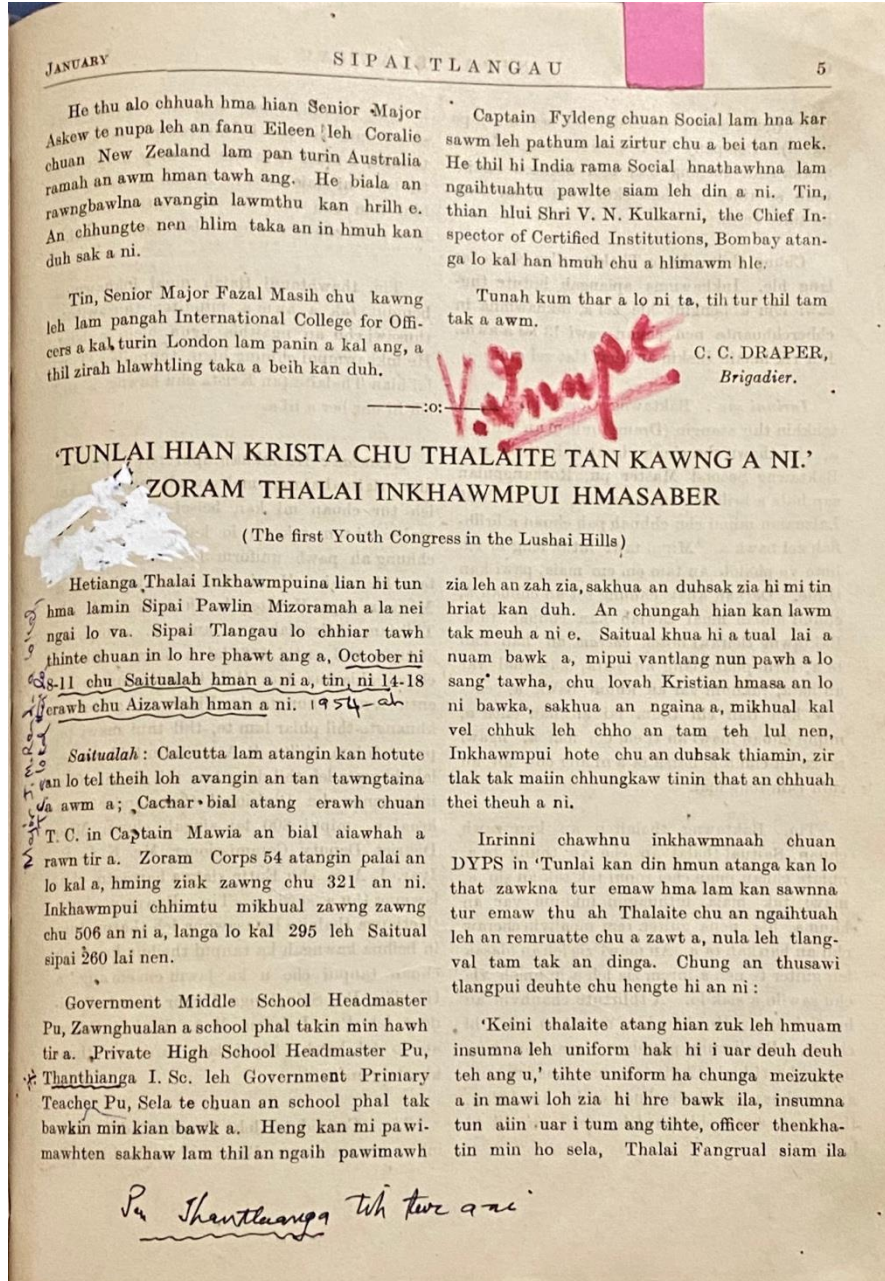 JANUARY
SIPAI TLANGAU
5
He thu alo chhuah hma hian Senior Major
Askew te nupa leh an fanu Eileen leh Coralie
chuan New Zealand lam pan turin Australia
ramah an awm hman tawh ang. He biala an
rawngbawlna avangin lawmthu kan hrilh e.
An chhungte nen hlim taka an in hmuh kan
duh sak a ni.
Tin, Senior Major Fazal Masih chu kawng
leh lam pangah International College for Offi-
cers a kal turin London lam panin a kal ang, a
thil zirah hlawhtling taka a beih kan duh.
Captain Fyldeng chuan Social lam hna kar
sawm leh pathum lai zirtur chu a bei tan mek.
He thil hi India rama Social hnathawhna lam
ngaihtuahtu pawlte siam leh din a ni. Tin,
thian hlui Shri V. N. Kulkarni, the Chief In-
spector of Certified Institutions, Bombay atan-
ga lo kal han hmuh chu a hlimawm hle.
Tunah kum thar a lo ni ta, tih tur thil tam
tak a awm.
C. C. DRAPER,
Brigadier.
——:o:——
'TUNLAI HIAN KRISTA CHU THALAITE TAN KAWNG A NI.'
ZORAM THALAI INKHAWMPUI HMASABER
(The first Youth Congress in the Lushai Hills)
Hetianga Thalai Inkhawmpuina lian hi tun
hma lamin Sipai Pawlin Mizoramah a la nei
ngai lo va. Sipai Tlangau lo chhiar tawh
thinte chuan in lo hre phawt ang a, October ni
8-11 chu Saitualah hman a ni a, tin, ni 14-18
erawh chu Aizawlah hman a ni. 1954-ah
Saitualah : Calcutta lam atangin kan hotute
an lo tel theih loh avangin an tan tawngtaina
a awm a; Cachar bial atang erawh chuan
T. C. in Captain Mawia an bial aiawhah a
rawn tir a. Zoram Corps 54 atangin palai an
lo kal a, hming ziak zawng chu 321 an ni.
Inkhawmpui chhimtu mikhual zawng zawng
chu 506 an ni a, langa lo kal 295 leh Saitual
sipai 260 lai nen.
Government Middle School Headmaster
Pu, Zawnghualan a school phal takin min hawh
tir a. Private High School Headmaster Pu,
Thanthianga I. Sc. leh Government Primary
Teacher Pu, Sela te chuan an school phal tak
bawkin min kian bawk a. Heng kan mi pawi-
mawhten sakhaw lam thil an ngaih pawimawh
zia leh an zah zia, sakhua an duhsak zia hi mi tin
hriat kan duh. An chungah hian kan lawm
tak meuh a ni e. Saitual khua hi a tual lai a
nuam bawk a, mipui vantlang nun pawh a lo
sang tawha, chu lovah Kristian hmasa an lo
ni bawka, sakhua an ngaina a, mikhual kal
vel chhuk leh chho an tam teh lul nen,
Inkhawmpui hote chu an duhsak thiamin, zir
tlak tak maiin chhungkaw tinin that an chhuah
thei theuh a ni.
Inrinni chawhnu inkhawmnaah chuan
DYPS in 'Tunlai kan din hmun atanga kan lo
that zawkna tur emaw hma lam kan sawnna
tur emaw thu ah Thalaite chu an ngaihtuah
leh an remruatte chu a zawt a, nula leh tlang-
val tam tak an dinga. Chung an thusawi
tlangpui deuhte chu hengte hi an ni :
'Keini thalaite atang hian zuk leh hmuam
insumna leh uniform hak hi i uar deuh deuh
teh ang u,' tihte uniform ha chunga meizukte
a in mawi loh zia hi hre bawk ila, insumna
tun aiin uar i tum ang tihte, officer thenkha-
tin min ho sela, Thalai Fangrual siam ila
Pu Thantluanga tih tur a ni